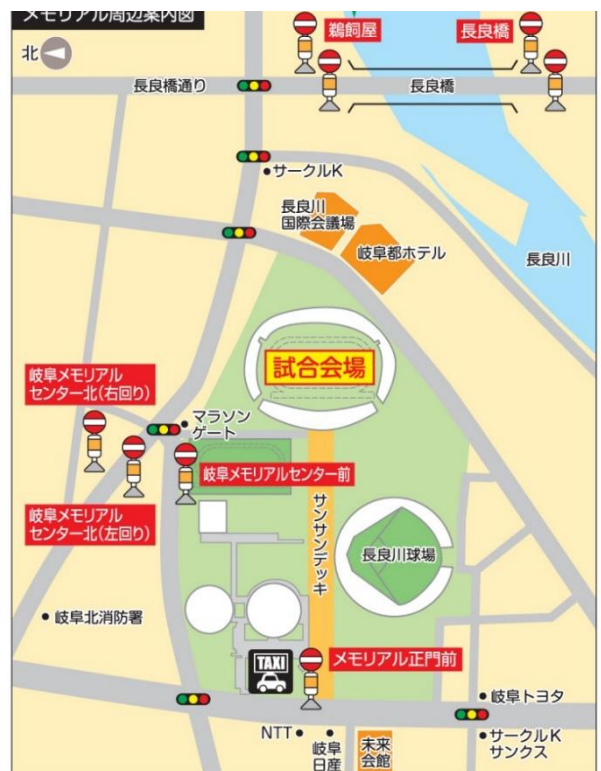 メモリアル周辺案内図
北
鵜飼屋
長良橋
長良橋通り
長良橋
サークルK
長良川
国際会議場
岐阜都ホテル
長良川
試合会場
岐阜メモリアル
センター北(右回り)
マラソン
ゲート
岐阜メモリアルセンター前
岐阜メモリアル
センター北(左回り)
サンサンデッキ
長良川球場
岐阜北消防署
TAXI
メモリアル正門前
岐阜トヨタ
NTT
岐阜
日産
未来
会館
サークルK
サンクス